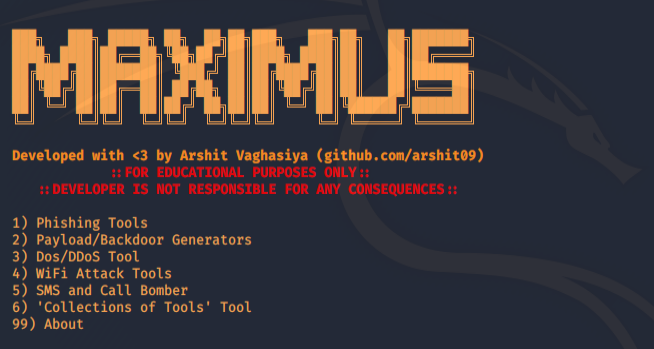 MAXIMUS
Developed with <3 by Arshit Vaghasiya (github.com/arshit09)
::FOR EDUCATIONAL PURPOSES ONLY::
::DEVELOPER IS NOT RESPONSIBLE FOR ANY CONSEQUENCES::
1) Phishing Tools
2) Payload/Backdoor Generators
3) Dos/DDoS Tool
4) WiFi Attack Tools
5) SMS and Call Bomber
6) 'Collections of Tools' Tool
99) About